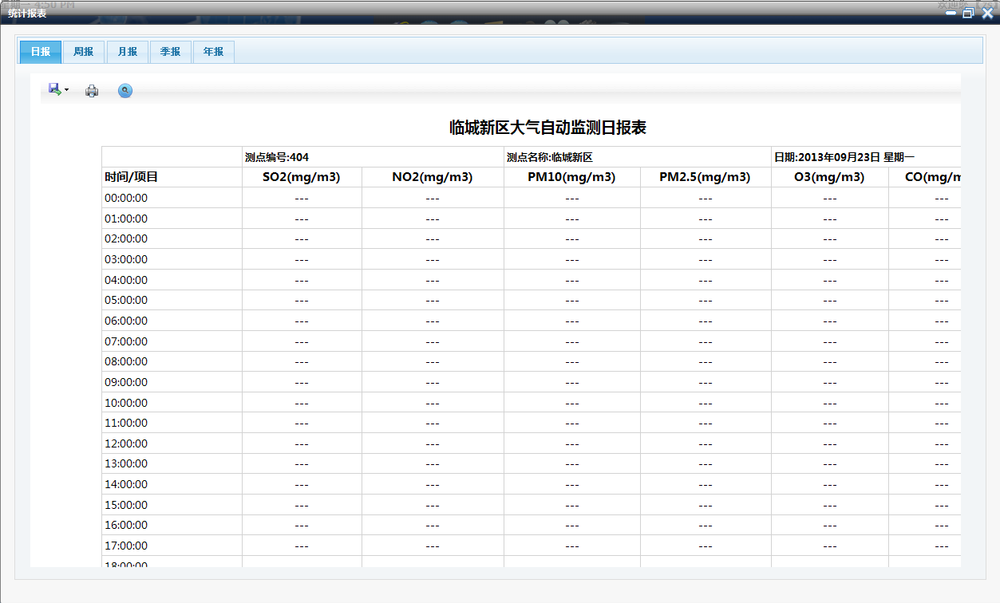 星期一 4:50 PM
统计报表
日报 周报 月报 季报 年报
临城新区大气自动监测日报表
测点编号:404 测点名称:临城新区 日期:2013年09月23日 星期一
时间/项目 SO2(mg/m3) NO2(mg/m3) PM10(mg/m3) PM2.5(mg/m3) O3(mg/m3) CO(mg/m
00:00:00 --- --- --- --- --- ---
01:00:00 --- --- --- --- --- ---
02:00:00 --- --- --- --- --- ---
03:00:00 --- --- --- --- --- ---
04:00:00 --- --- --- --- --- ---
05:00:00 --- --- --- --- --- ---
06:00:00 --- --- --- --- --- ---
07:00:00 --- --- --- --- --- ---
08:00:00 --- --- --- --- --- ---
09:00:00 --- --- --- --- --- ---
10:00:00 --- --- --- --- --- ---
11:00:00 --- --- --- --- --- ---
12:00:00 --- --- --- --- --- ---
13:00:00 --- --- --- --- --- ---
14:00:00 --- --- --- --- --- ---
15:00:00 --- --- --- --- --- ---
16:00:00 --- --- --- --- --- ---
17:00:00 --- --- --- --- --- ---
18:00:00